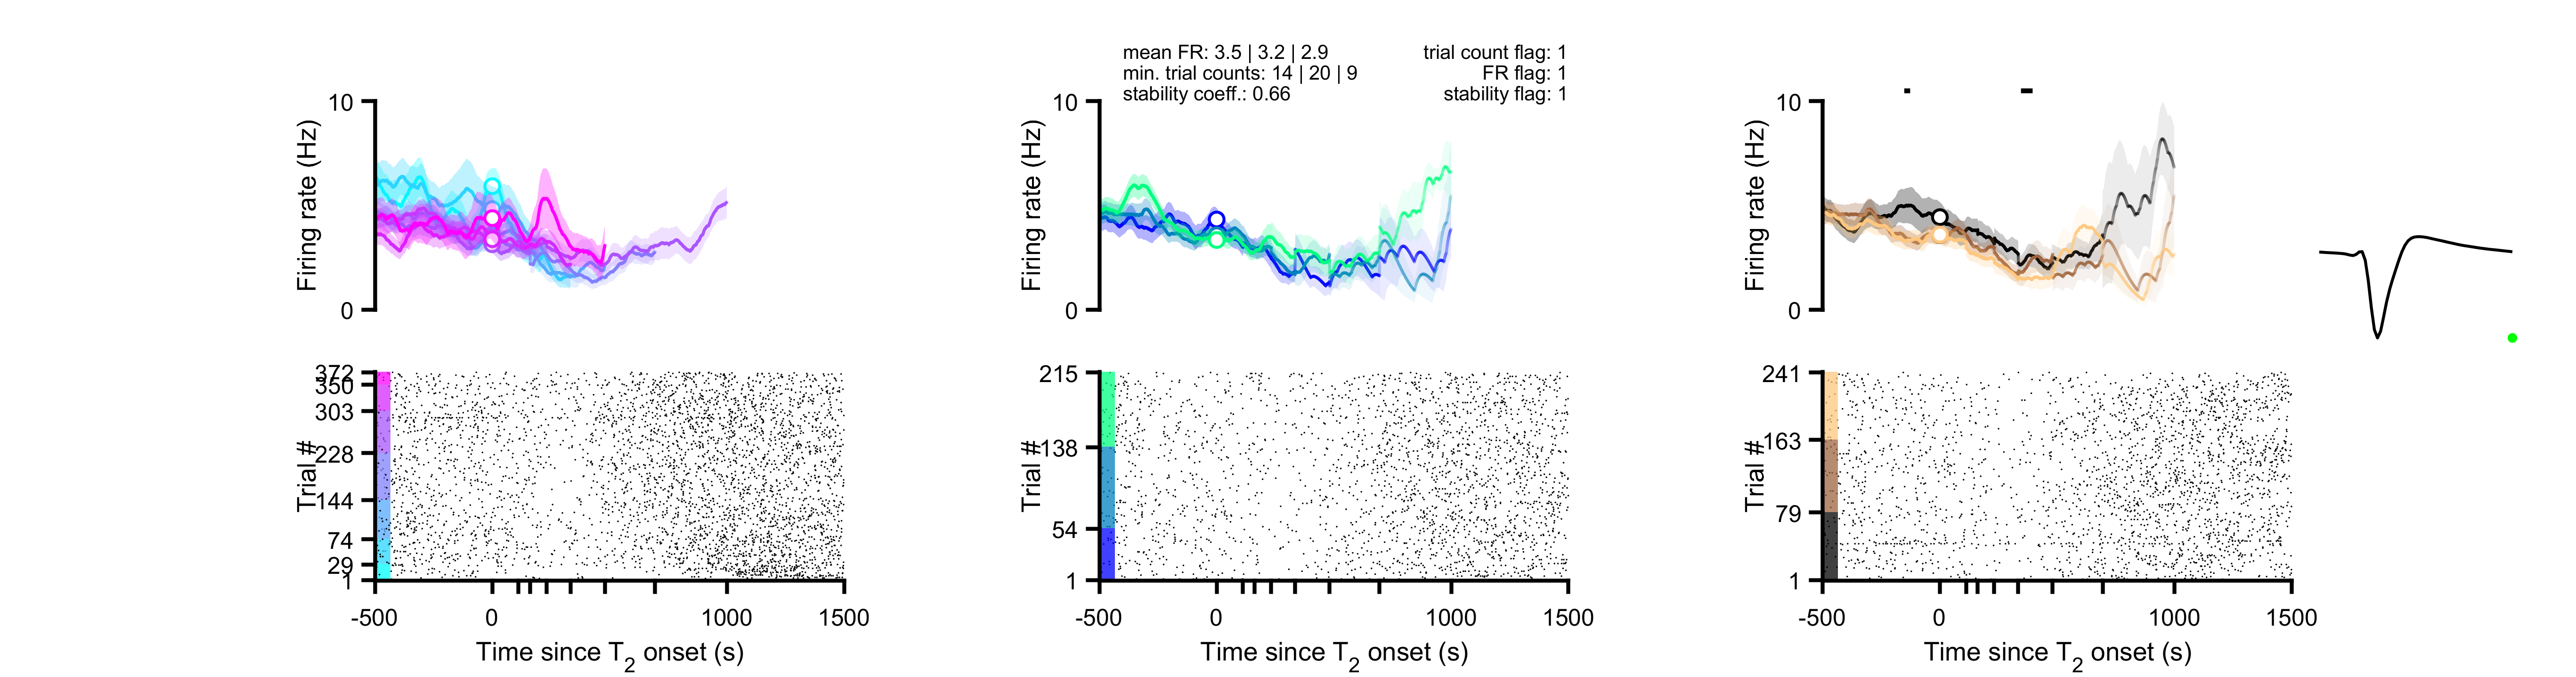 mean FR: 3.5 | 3.2 | 2.9
trial count flag: 1
min. trial counts: 14 | 20 | 9
FR flag: 1
stability coeff.: 0.66
stability flag: 1
10
Firing rate (Hz)
0
10
Firing rate (Hz)
0
10
Firing rate (Hz)
0
372
350
303
228
144
74
29
1
Trial #
-500
0
1000
1500
Time since T2 onset (s)
215
138
54
1
Trial #
-500
0
1000
1500
Time since T2 onset (s)
241
163
79
1
Trial #
-500
0
1000
1500
Time since T2 onset (s)